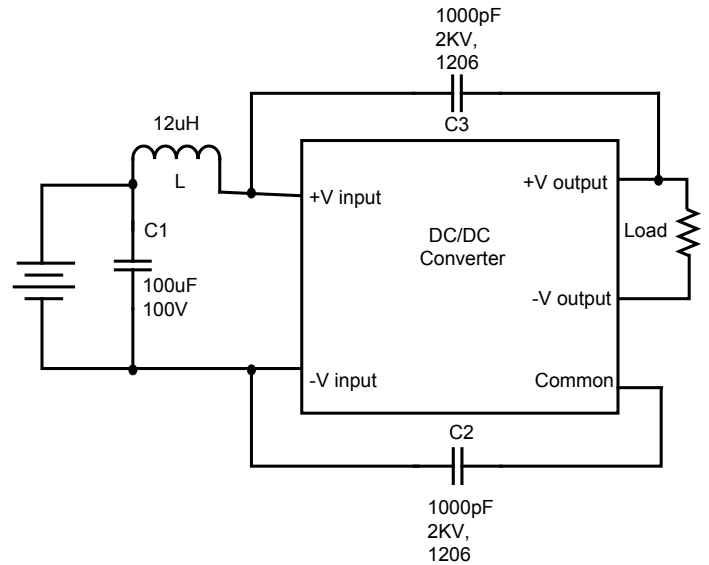 1000pF
2KV,
1206
C3
12uH
L
+V input
+V output
C1
DC/DC
Converter
Load
100uF
100V
-V output
-V input
Common
C2
1000pF
2KV,
1206